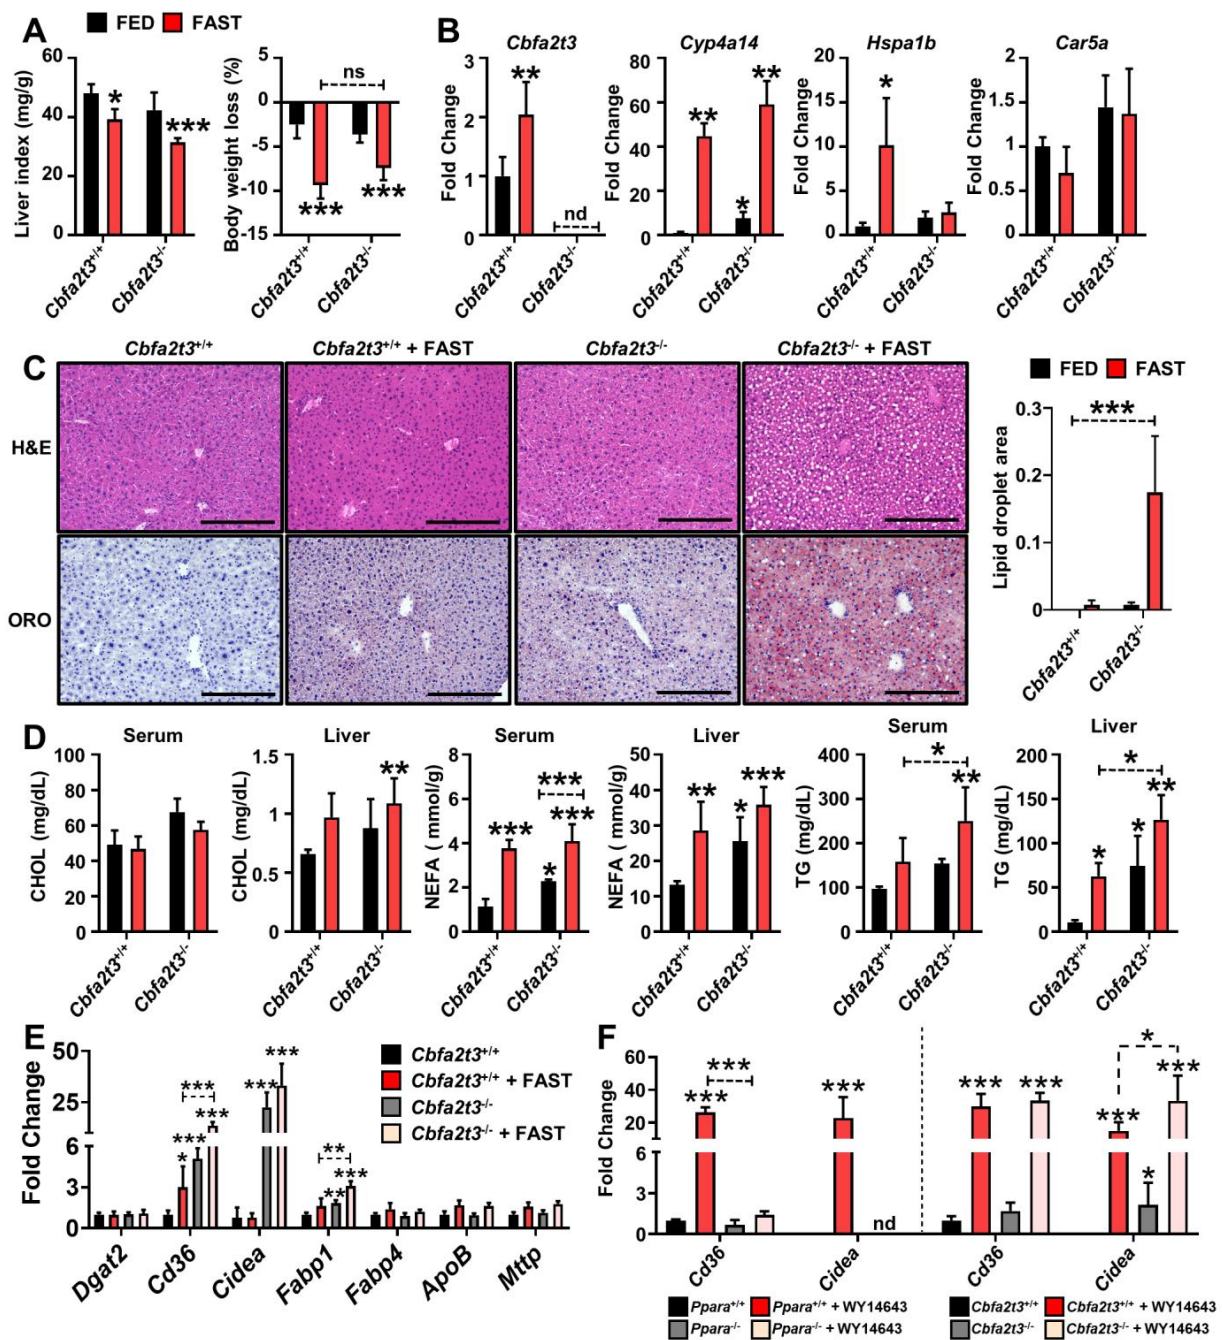 A
FED FAST
Liver index (mg/g)
60
40
20
0
*
***
Cbfa2t3+/+
Cbfa2t3-/-
Body weight loss (%)
5
0
-5
-10
-15
ns
***
***
Cbfa2t3+/+
Cbfa2t3-/-
B
Cbfa2t3
Fold Change
3
2
1
0
**
nd
Cbfa2t3+/+
Cbfa2t3-/-
Cyp4a14
Fold Change
80
60
40
20
0
**
*
**
Cbfa2t3+/+
Cbfa2t3-/-
Hspa1b
Fold Change
20
15
10
5
0
*
Cbfa2t3+/+
Cbfa2t3-/-
Car5a
Fold Change
2
1.5
1
0.5
0
Cbfa2t3+/+
Cbfa2t3-/-
C
Cbfa2t3+/+
Cbfa2t3+/+ + FAST
Cbfa2t3-/-
Cbfa2t3-/- + FAST
H&E
ORO
FED FAST
Lipid droplet area
0.3
0.2
0.1
0
***
Cbfa2t3+/+
Cbfa2t3-/-
D
Serum
CHOL (mg/dL)
100
80
60
40
20
0
Cbfa2t3+/+
Cbfa2t3-/-
Liver
CHOL (mg/dL)
1.5
1
0.5
0
**
Cbfa2t3+/+
Cbfa2t3-/-
Serum
NEFA ( mmol/g)
8
6
4
2
0
***
***
*
***
Cbfa2t3+/+
Cbfa2t3-/-
Liver
NEFA ( mmol/g)
50
40
30
20
10
0
**
*
***
Cbfa2t3+/+
Cbfa2t3-/-
Serum
TG (mg/dL)
400
300
200
100
0
*
**
Cbfa2t3+/+
Cbfa2t3-/-
Liver
TG (mg/dL)
200
150
100
50
0
*
*
*
**
Cbfa2t3+/+
Cbfa2t3-/-
E
Fold Change
50
25
6
3
0
*
***
***
***
***
***
**
**
***
Cbfa2t3+/+
Cbfa2t3+/+ + FAST
Cbfa2t3-/-
Cbfa2t3-/- + FAST
Dgat2
Cd36
Cidea
Fabp1
Fabp4
ApoB
Mttp
F
Fold Change
60
40
20
6
3
0
***
***
***
nd
***
***
***
*
*
***
Cd36
Cidea
Cd36
Cidea
Ppara+/+ Ppara+/+ + WY14643
Ppara-/- Ppara-/- + WY14643
Cbfa2t3+/+ Cbfa2t3+/+ + WY14643
Cbfa2t3-/- Cbfa2t3-/- + WY14643